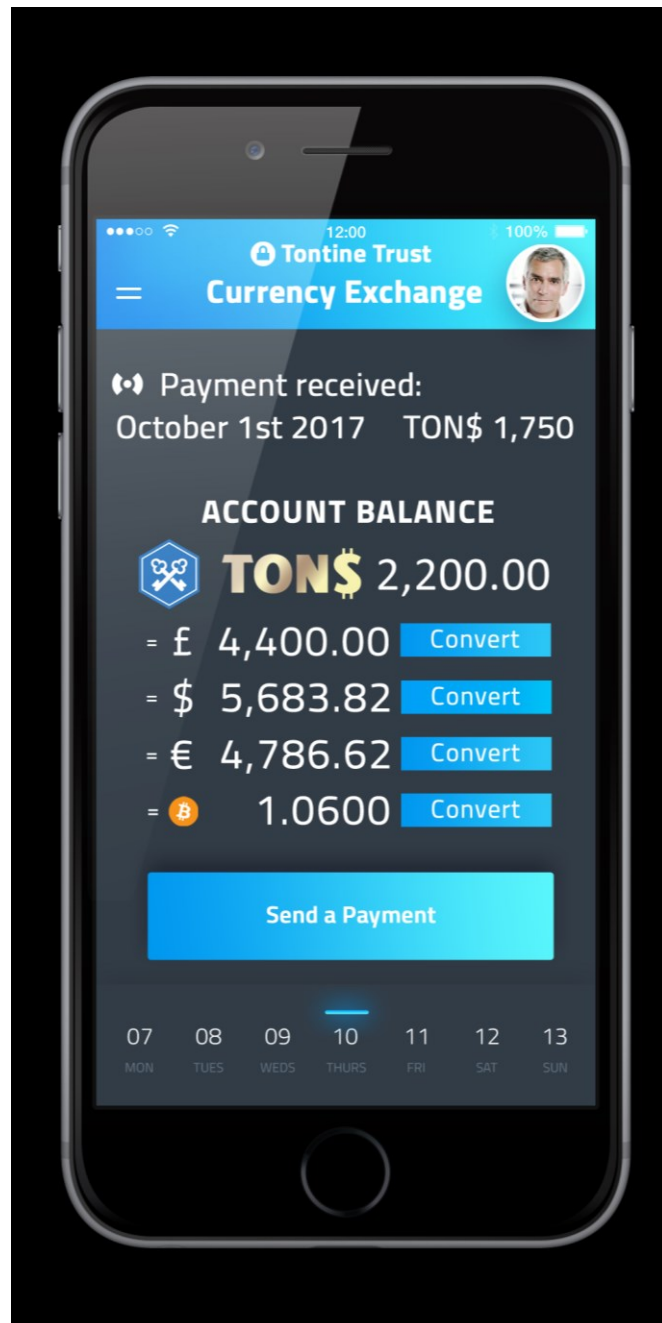 12:00
100%
Tontine Trust
Currency Exchange
Payment received:
October 1st 2017 TON$ 1,750
ACCOUNT BALANCE
TON$ 2,200.00
= £ 4,400.00 Convert
= $ 5,683.82 Convert
= € 4,786.62 Convert
= ₿ 1.0600 Convert
Send a Payment
07 08 09 10 11 12 13
MON TUES WEDS THURS FRI SAT SUN